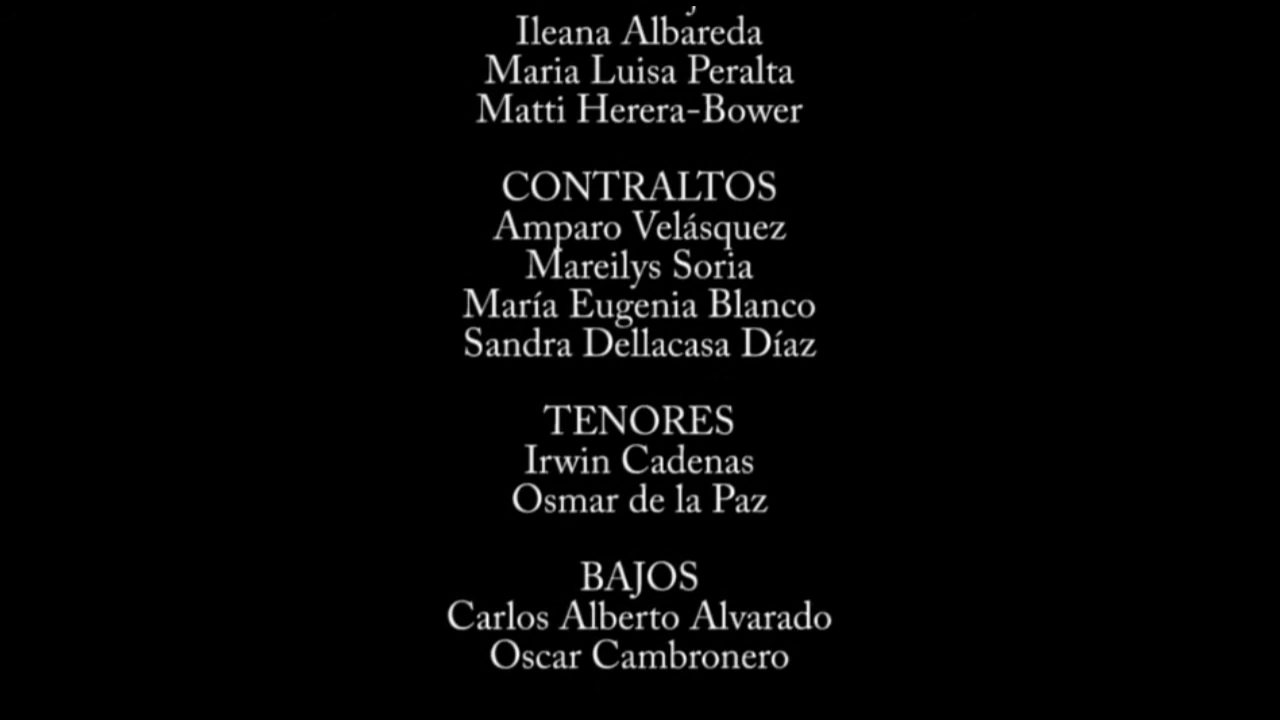 Ileana Albareda
Maria Luisa Peralta
Matti Herera-Bower
CONTRALTOS
Amparo Velásquez
Mareilys Soria
María Eugenia Blanco
Sandra Dellacasa Díaz
TENORES
Irwin Cadenas
Osmar de la Paz
BAJOS
Carlos Alberto Alvarado
Oscar Cambronero